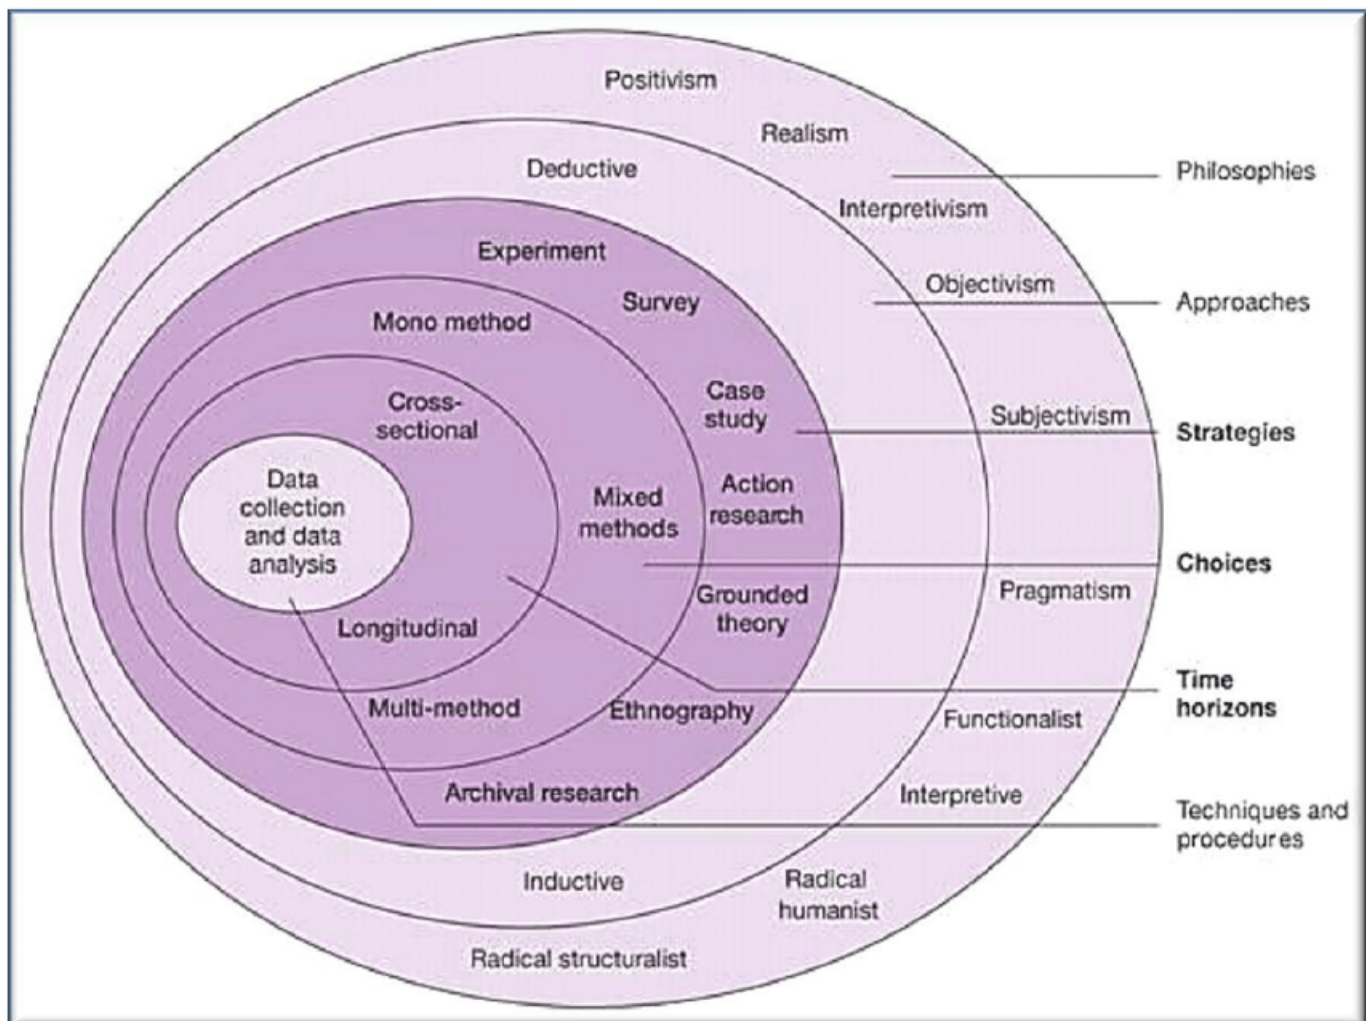 Positivism
Realism
Philosophies
Deductive
Interpretivism
Experiment
Objectivism
Survey
Approaches
Mono method
Case
study
Cross-
sectional
Subjectivism
Strategies
Data
collection
and data
analysis
Mixed
methods
Action
research
Choices
Pragmatism
Grounded
theory
Longitudinal
Time
horizons
Multi-method
Ethnography
Functionalist
Archival research
Interpretive
Techniques and
procedures
Inductive
Radical
humanist
Radical structuralist